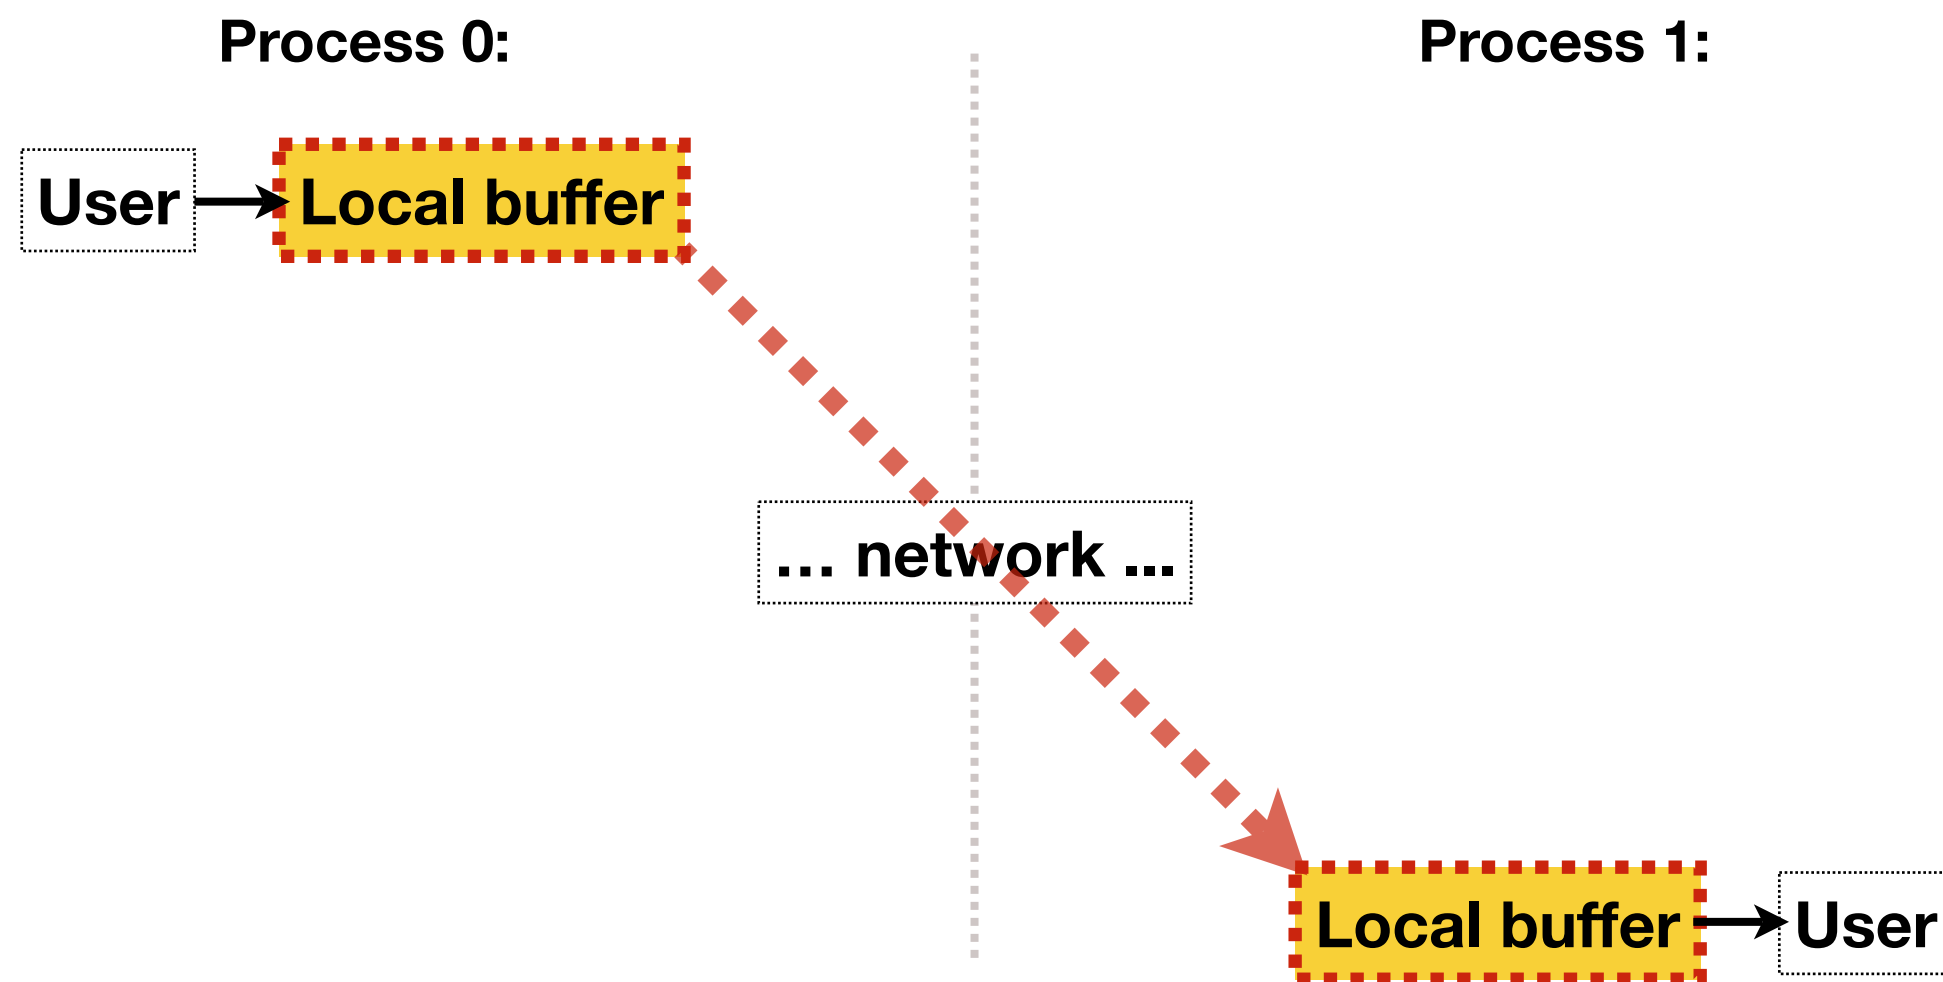 Process 0:
Process 1:
User
Local buffer
... network ...
Local buffer
User